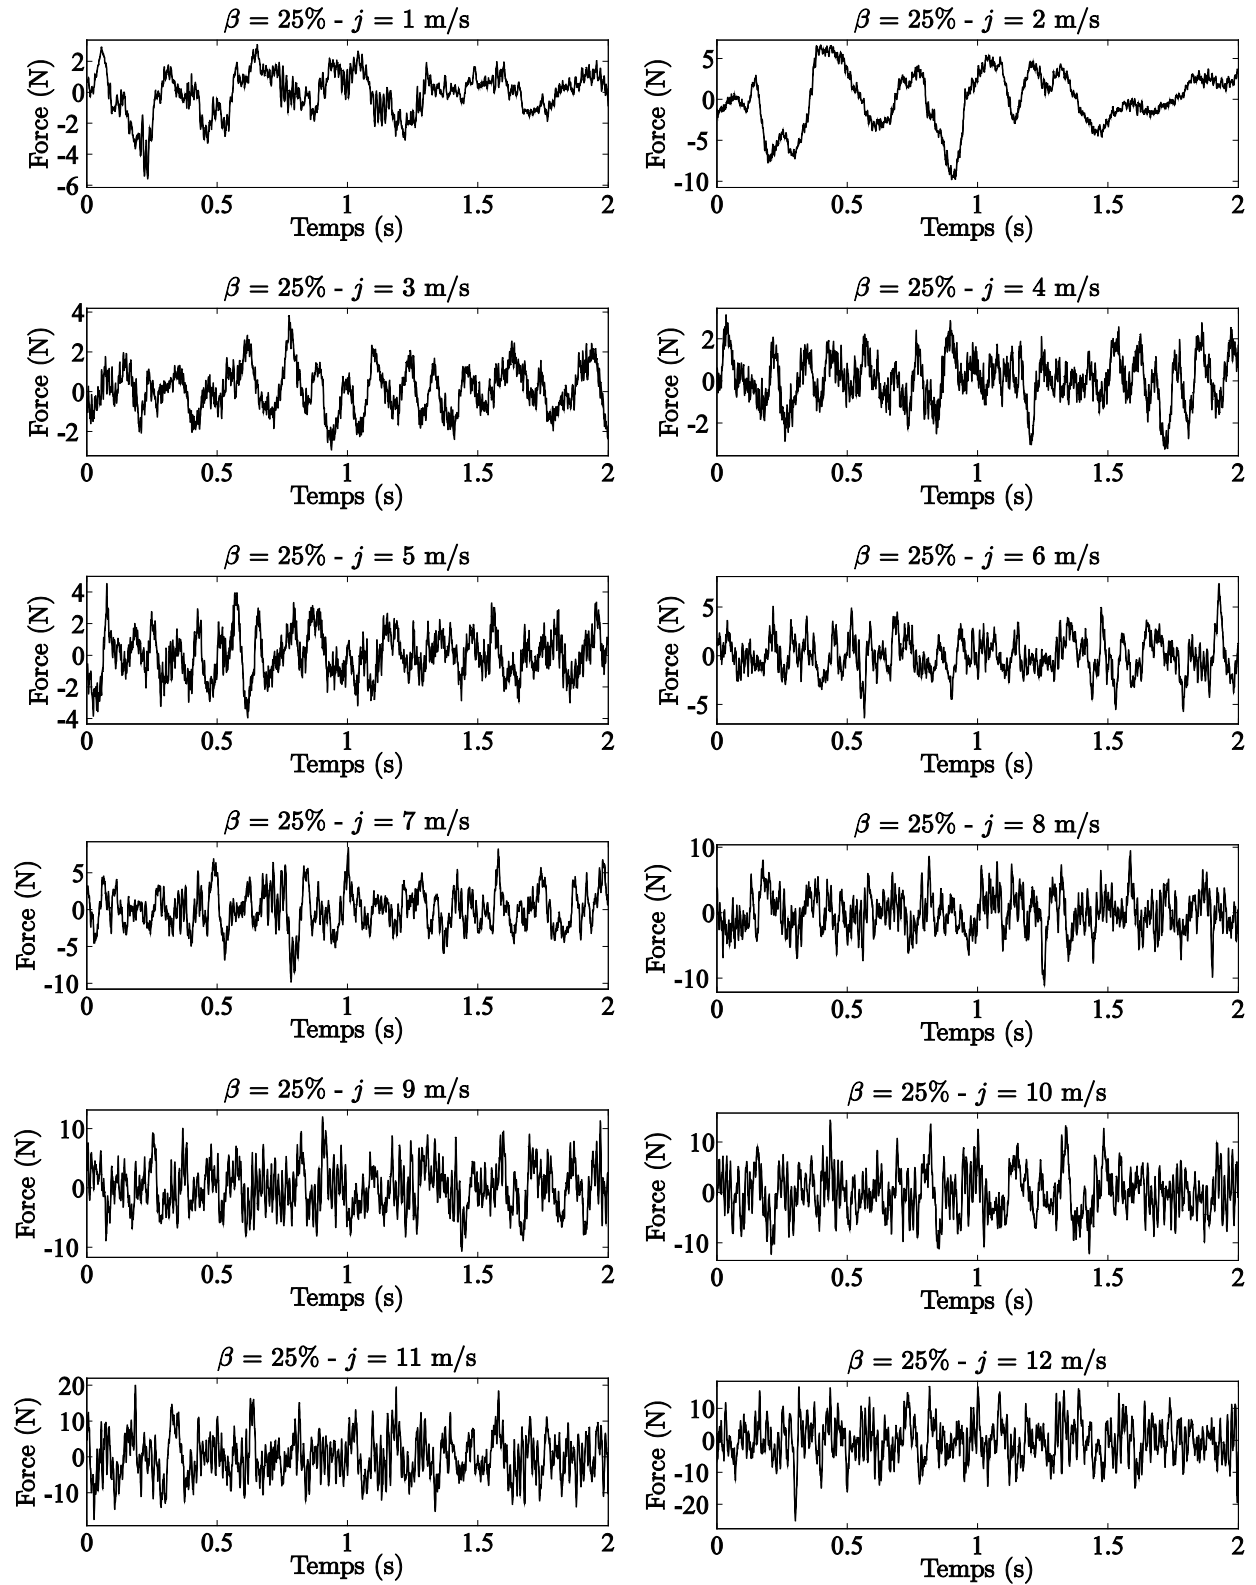 β = 25% - j = 1 m/s
2
0
-2
-4
-6
Force (N)
0 0.5 1 1.5 2
Temps (s)
β = 25% - j = 2 m/s
5
0
-5
-10
Force (N)
0 0.5 1 1.5 2
Temps (s)
β = 25% - j = 3 m/s
4
2
0
-2
Force (N)
0 0.5 1 1.5 2
Temps (s)
β = 25% - j = 4 m/s
2
0
-2
Force (N)
0 0.5 1 1.5 2
Temps (s)
β = 25% - j = 5 m/s
4
2
0
-2
-4
Force (N)
0 0.5 1 1.5 2
Temps (s)
β = 25% - j = 6 m/s
5
0
-5
Force (N)
0 0.5 1 1.5 2
Temps (s)
β = 25% - j = 7 m/s
5
0
-5
-10
Force (N)
0 0.5 1 1.5 2
Temps (s)
β = 25% - j = 8 m/s
10
0
-10
Force (N)
0 0.5 1 1.5 2
Temps (s)
β = 25% - j = 9 m/s
10
0
-10
Force (N)
0 0.5 1 1.5 2
Temps (s)
β = 25% - j = 10 m/s
10
0
-10
Force (N)
0 0.5 1 1.5 2
Temps (s)
β = 25% - j = 11 m/s
20
10
0
-10
Force (N)
0 0.5 1 1.5 2
Temps (s)
β = 25% - j = 12 m/s
10
0
-10
-20
Force (N)
0 0.5 1 1.5 2
Temps (s)